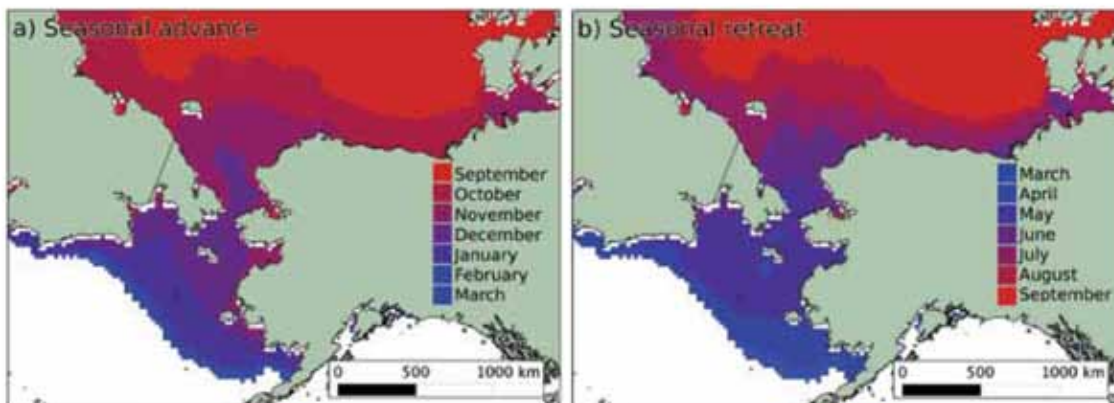 a) Seasonal advance
September
October
November
December
January
February
March
0 500 1000 km
b) Seasonal retreat
March
April
May
June
July
August
September
0 500 1000 km